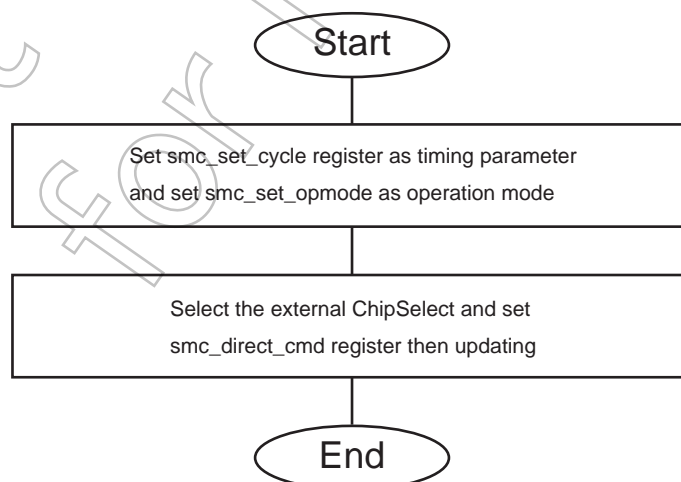 Start
Set smc_set_cycle register as timing parameter
and set smc_set_opmode as operation mode
Select the external ChipSelect and set
smc_direct_cmd register then updating
End
for